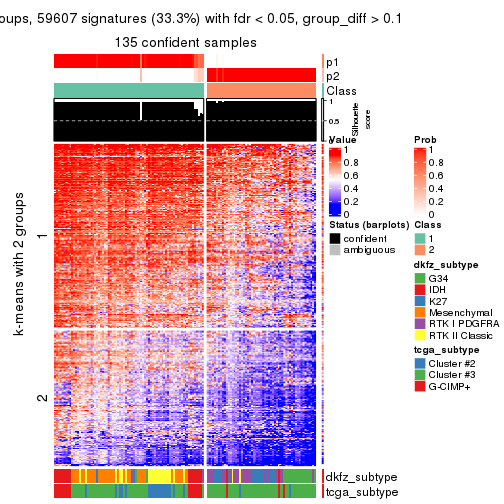 oups, 59607 signatures (33.3%) with fdr < 0.05, group_diff > 0.1
135 confident samples
p1
p2
Class
1
0.5
0
Silhouette
score
k-means with 2 groups
1
2
Value
1
0.8
0.6
0.4
0.2
0
Prob
1
0.8
0.6
0.4
0.2
0
Status (barplots)
confident
ambiguous
Class
1
2
dkfz_subtype
G34
IDH
K27
Mesenchymal
RTK I PDGFRA
RTK II Classic
tcga_subtype
Cluster #2
Cluster #3
G-CIMP+
dkfz_subtype
tcga_subtype